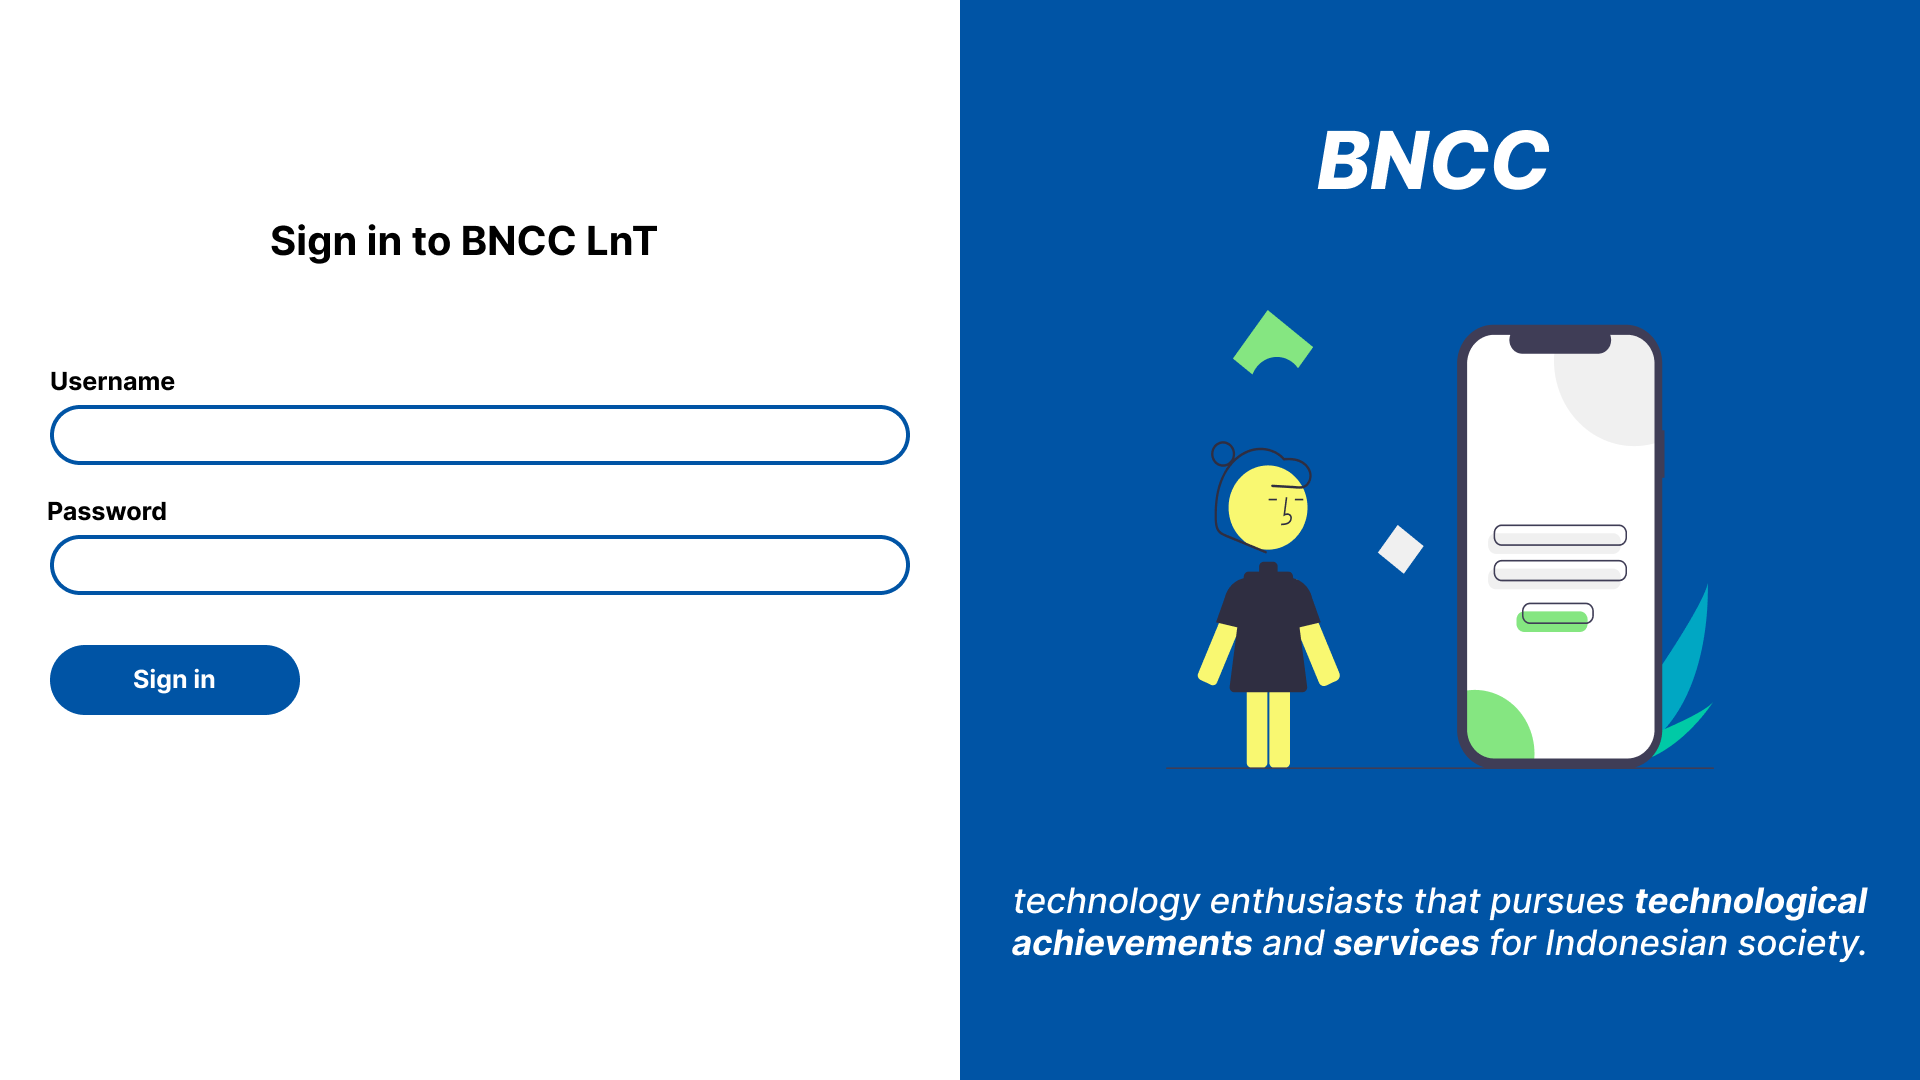 Sign in to BNCC LnT
Username
Password
Sign in
BNCC
technology enthusiasts that pursues technological
achievements and services for Indonesian society.